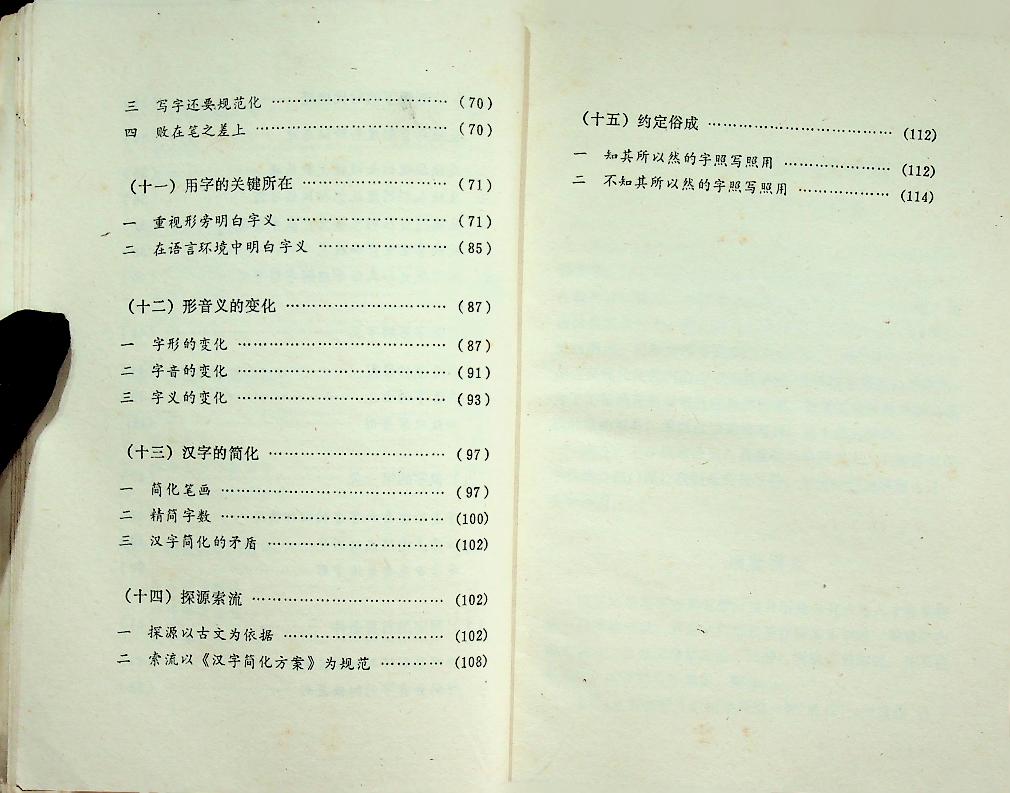 三 写字还要规范化 …………………………… (70)
四 败在笔之差上 …………………………… (70)
(十一) 用字的关键所在 ……………………… (71)
一 重视形旁明白字义 ……………………… (71)
二 在语言环境中明白字义 ………………… (85)
(十二) 形音义的变化 ……………………… (87)
一 字形的变化 ……………………………… (87)
二 字音的变化 ……………………………… (91)
三 字义的变化 ……………………………… (93)
(十三) 汉字的简化 ………………………… (97)
一 简化笔画 ………………………………… (97)
二 精简字数 ………………………………… (100)
三 汉字简化的矛盾 ………………………… (102)
(十四) 探源索流 …………………………… (102)
一 探源以古文为依据 ……………………… (102)
二 索流以《汉字简化方案》为规范 ………… (108)
(十五) 约定俗成 …………………………… (112)
一 知其所以然的字照写照用 ……………… (112)
二 不知其所以然的字照写照用 …………… (114)